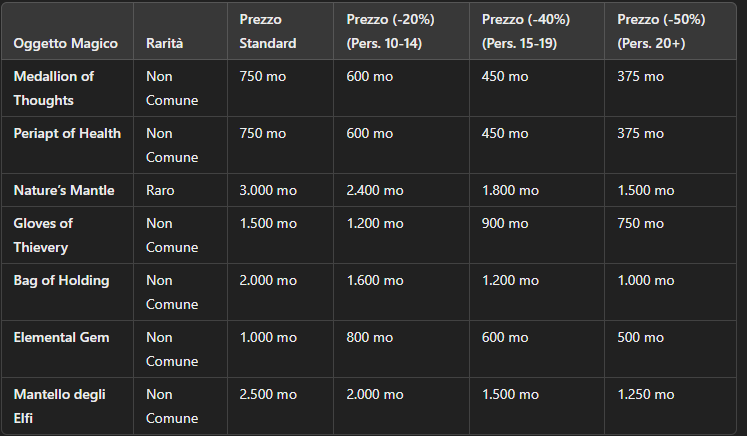 Oggetto Magico Rarità Prezzo Standard Prezzo (-20%) (Pers. 10-14) Prezzo (-40%) (Pers. 15-19) Prezzo (-50%) (Pers. 20+)
Medallion of Thoughts Non Comune 750 mo 600 mo 450 mo 375 mo
Periapt of Health Non Comune 750 mo 600 mo 450 mo 375 mo
Nature’s Mantle Raro 3.000 mo 2.400 mo 1.800 mo 1.500 mo
Gloves of Thievery Non Comune 1.500 mo 1.200 mo 900 mo 750 mo
Bag of Holding Non Comune 2.000 mo 1.600 mo 1.200 mo 1.000 mo
Elemental Gem Non Comune 1.000 mo 800 mo 600 mo 500 mo
Mantello degli Elfi Non Comune 2.500 mo 2.000 mo 1.500 mo 1.250 mo